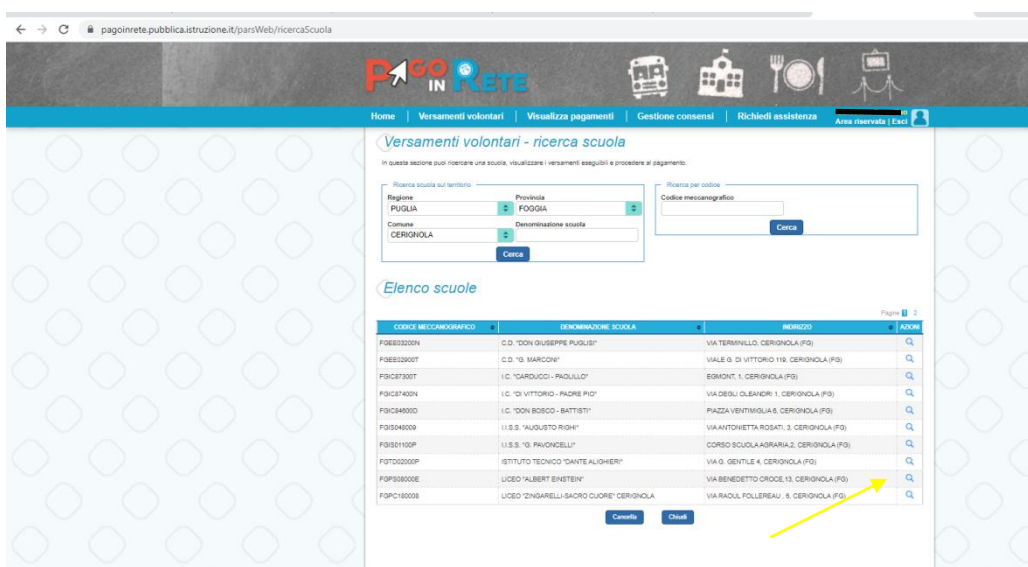 pagoinrete.pubblica.istruzione.it/parsWeb/ricercaScuola
PAGO IN RETE
Home | Versamenti volontari | Visualizza pagamenti | Gestione consensi | Richiedi assistenza
Area riservata | Esci
Versamenti volontari - ricerca scuola
In questa sezione puoi ricercare una scuola, visualizzare i versamenti eseguibili e procedere al pagamento.
Ricerca scuola sul territorio
Regione Provincia
PUGLIA FOGGIA
Comune Denominazione scuola
CERIGNOLA
Cerca
Ricerca per codice
Codice meccanografico
Cerca
Elenco scuole
Pagine 1 2
CODICE MECCANOGRAFICO DENOMINAZIONE SCUOLA INDIRIZZO AZIONI
FGEE03200N C.D. "DON GIUSEPPE PUGLISI" VIA TERMINILLO, CERIGNOLA (FG)
FGEE02900T C.D. "G. MARCONI" VIALE G. DI VITTORIO 119, CERIGNOLA (FG)
FGIC87300T I.C. "CARDUCCI - PAOLILLO" EGMONT, 1, CERIGNOLA (FG)
FGIC87400N I.C. "DI VITTORIO - PADRE PIO" VIA DEGLI OLEANDRI 1, CERIGNOLA (FG)
FGIC84600D I.C. "DON BOSCO - BATTISTI" PIAZZA VENTIMIGLIA 6, CERIGNOLA (FG)
FGIS048009 I.I.S.S. "AUGUSTO RIGHI" VIA ANTONIETTA ROSATI, 3, CERIGNOLA (FG)
FGIS01100P I.I.S.S. "G. PAVONCELLI" CORSO SCUOLA AGRARIA,2, CERIGNOLA (FG)
FGTD02000P ISTITUTO TECNICO "DANTE ALIGHIERI" VIA G. GENTILE 4, CERIGNOLA (FG)
FGPS08000E LICEO "ALBERT EINSTEIN" VIA BENEDETTO CROCE,13, CERIGNOLA (FG)
FGPC180008 LICEO "ZINGARELLI-SACRO CUORE" CERIGNOLA VIA RAOUL FOLLEREAU , 6, CERIGNOLA (FG)
Cancella Chiudi